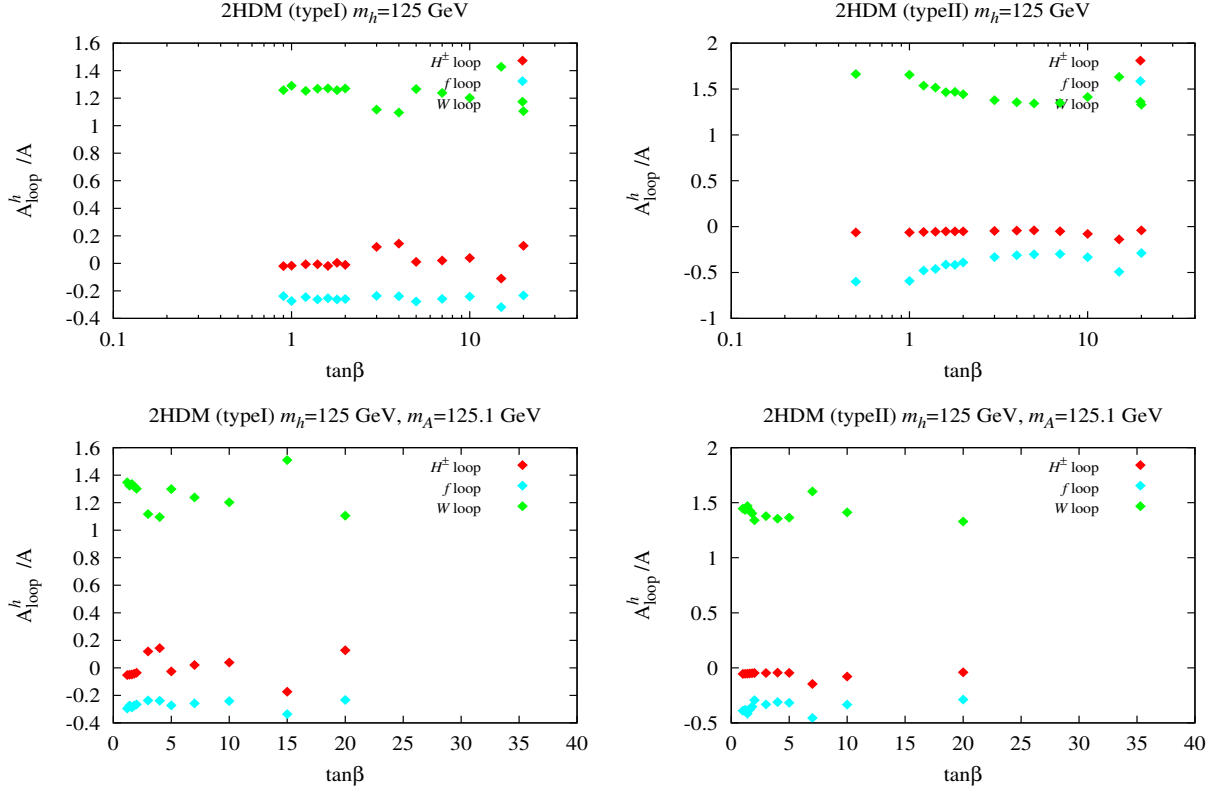 2HDM (typeI) m_h=125 GeV
A^h_loop /A
1.6
1.4
1.2
1
0.8
0.6
0.4
0.2
0
-0.2
-0.4
H± loop
f loop
W loop
0.1
1
10
tanβ
2HDM (typeII) m_h=125 GeV
A^h_loop /A
2
1.5
1
0.5
0
-0.5
-1
H± loop
f loop
W loop
0.1
1
10
tanβ
2HDM (typeI) m_h=125 GeV, m_A=125.1 GeV
A^h_loop /A
1.6
1.4
1.2
1
0.8
0.6
0.4
0.2
0
-0.2
-0.4
H± loop
f loop
W loop
0 5 10 15 20 25 30 35 40
tanβ
2HDM (typeII) m_h=125 GeV, m_A=125.1 GeV
A^h_loop /A
2
1.5
1
0.5
0
-0.5
H± loop
f loop
W loop
0 5 10 15 20 25 30 35 40
tanβ